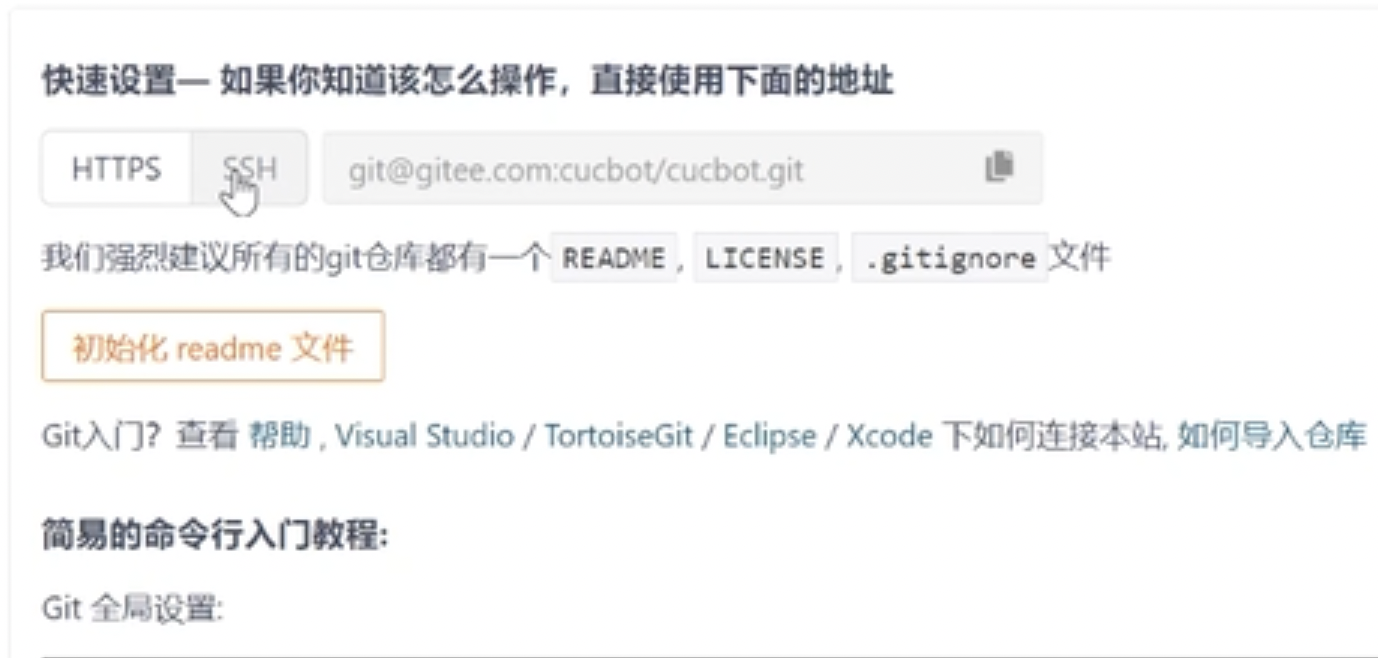 快速设置— 如果你知道该怎么操作，直接使用下面的地址
HTTPS SSH git@gitee.com:cucbot/cucbot.git
我们强烈建议所有的git仓库都有一个 README , LICENSE , .gitignore 文件
初始化 readme 文件
Git入门？查看 帮助 , Visual Studio / TortoiseGit / Eclipse / Xcode 下如何连接本站, 如何导入仓库
简易的命令行入门教程:
Git 全局设置: